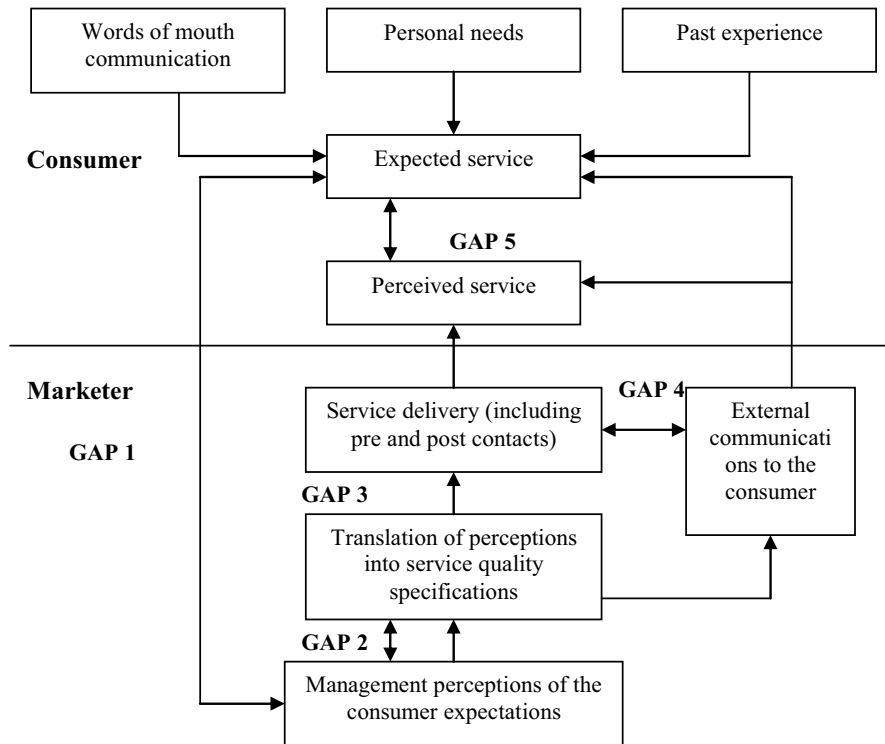 Words of mouth
communication
Personal needs
Past experience
Consumer
Expected service
GAP 5
Perceived service
Marketer
GAP 1
Service delivery (including
pre and post contacts)
GAP 4
External
communicati
ons to the
consumer
GAP 3
Translation of perceptions
into service quality
specifications
GAP 2
Management perceptions of the
consumer expectations